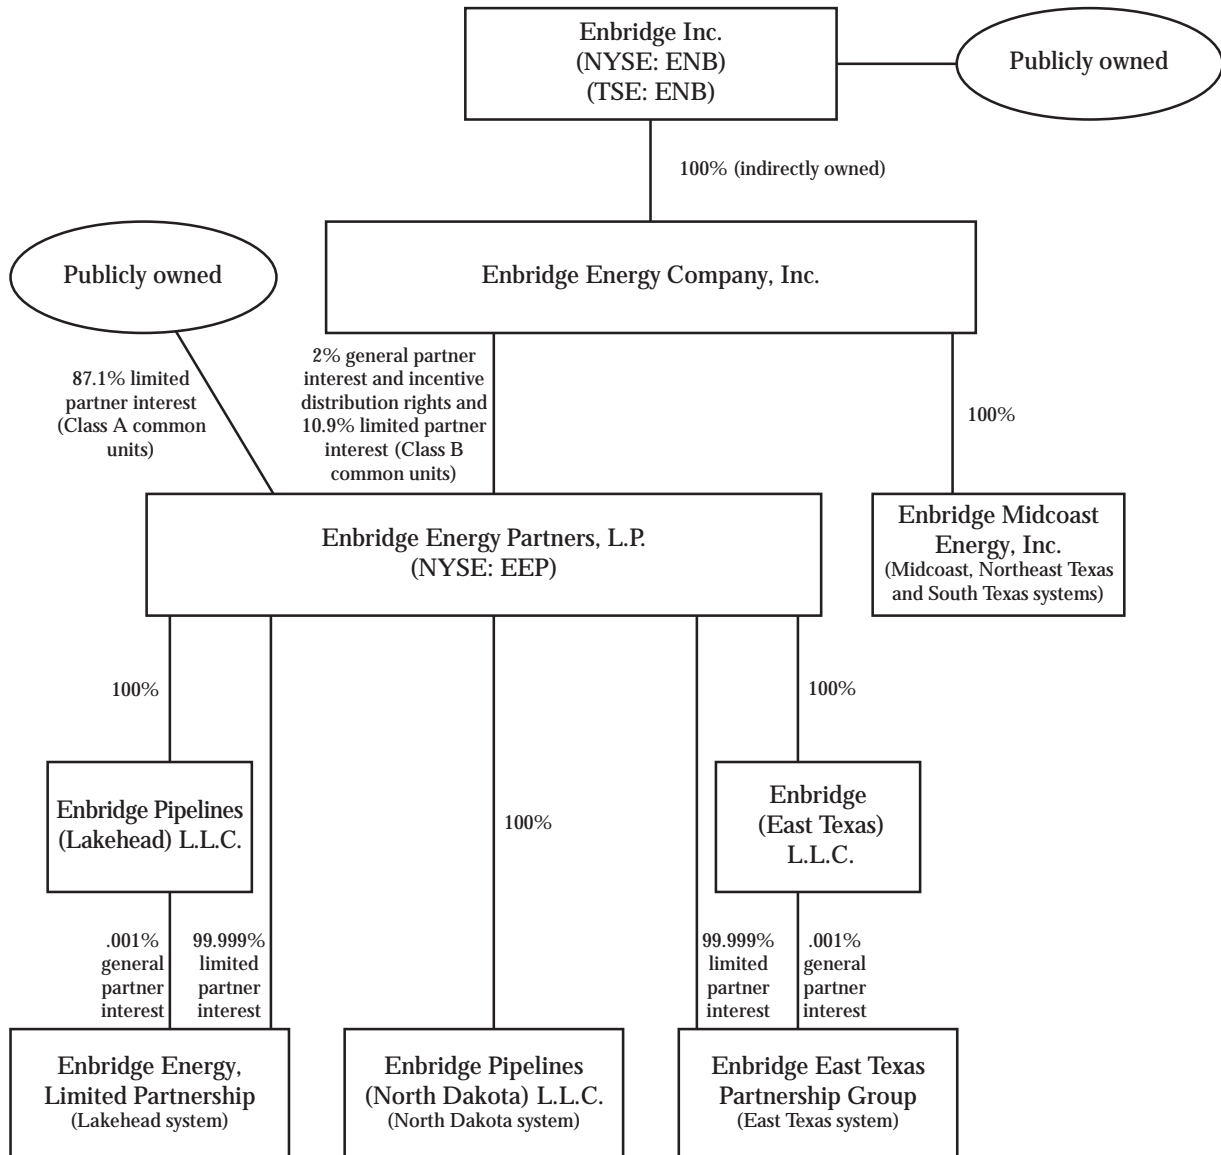 Enbridge Inc.
(NYSE: ENB)
(TSE: ENB)
Publicly owned
100% (indirectly owned)
Publicly owned
Enbridge Energy Company, Inc.
87.1% limited
partner interest
(Class A common
units)
2% general partner
interest and incentive
distribution rights and
10.9% limited partner
interest (Class B
common units)
100%
Enbridge Energy Partners, L.P.
(NYSE: EEP)
Enbridge Midcoast
Energy, Inc.
(Midcoast, Northeast Texas
and South Texas systems)
100%
100%
Enbridge Pipelines
(Lakehead) L.L.C.
100%
Enbridge
(East Texas)
L.L.C.
.001%
general
partner
interest
99.999%
limited
partner
interest
99.999%
limited
partner
interest
.001%
general
partner
interest
Enbridge Energy,
Limited Partnership
(Lakehead system)
Enbridge Pipelines
(North Dakota) L.L.C.
(North Dakota system)
Enbridge East Texas
Partnership Group
(East Texas system)